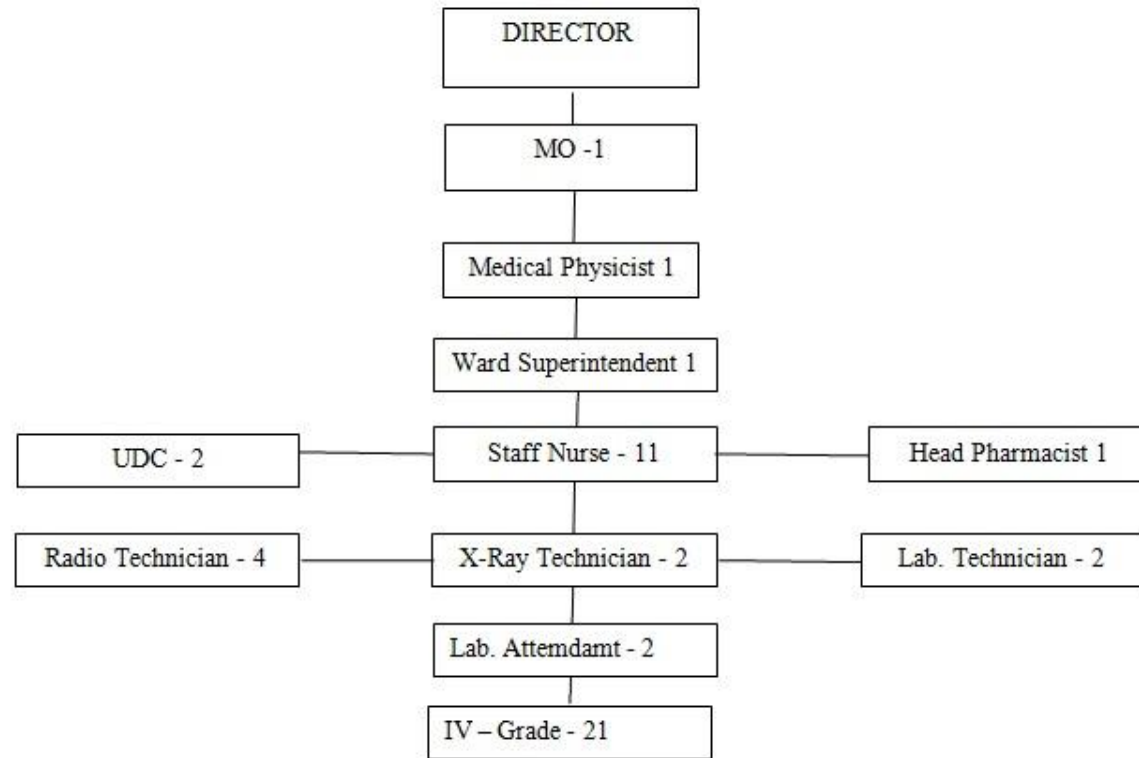 DIRECTOR
MO -1
Medical Physicist 1
Ward Superintendent 1
UDC - 2
Staff Nurse - 11
Head Pharmacist 1
Radio Technician - 4
X-Ray Technician - 2
Lab. Technician - 2
Lab. Attemdamt - 2
IV – Grade - 21